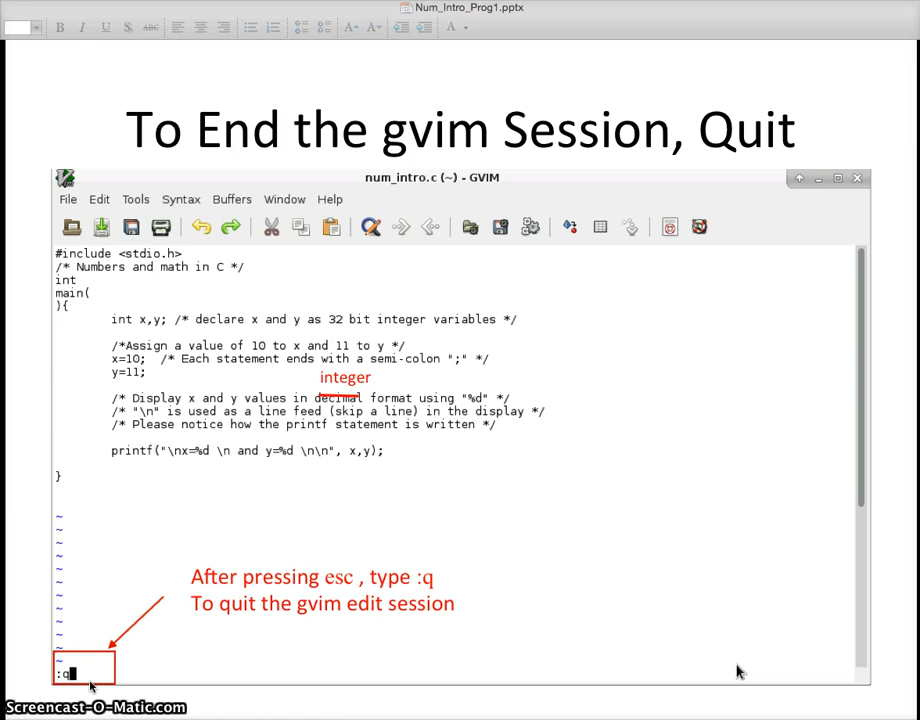 Num_Intro_Prog1.pptx
B I U S ABC A A A
To End the gvim Session, Quit
num_intro.c (~) - GVIM
File Edit Tools Syntax Buffers Window Help
#include <stdio.h>
/* Numbers and math in C */
int
main(
){
int x,y; /* declare x and y as 32 bit integer variables */
/*Assign a value of 10 to x and 11 to y */
x=10; /* Each statement ends with a semi-colon ";" */
y=11;
integer
/* Display x and y values in decimal format using "%d" */
/* "\n" is used as a line feed (skip a line) in the display */
/* Please notice how the printf statement is written */
printf("\nx=%d \n and y=%d \n\n", x,y);
}
~
~
~
~
~
~
After pressing esc , type :q
~
To quit the gvim edit session
~
~
~
~
~
:q
Screencast-O-Matic.com